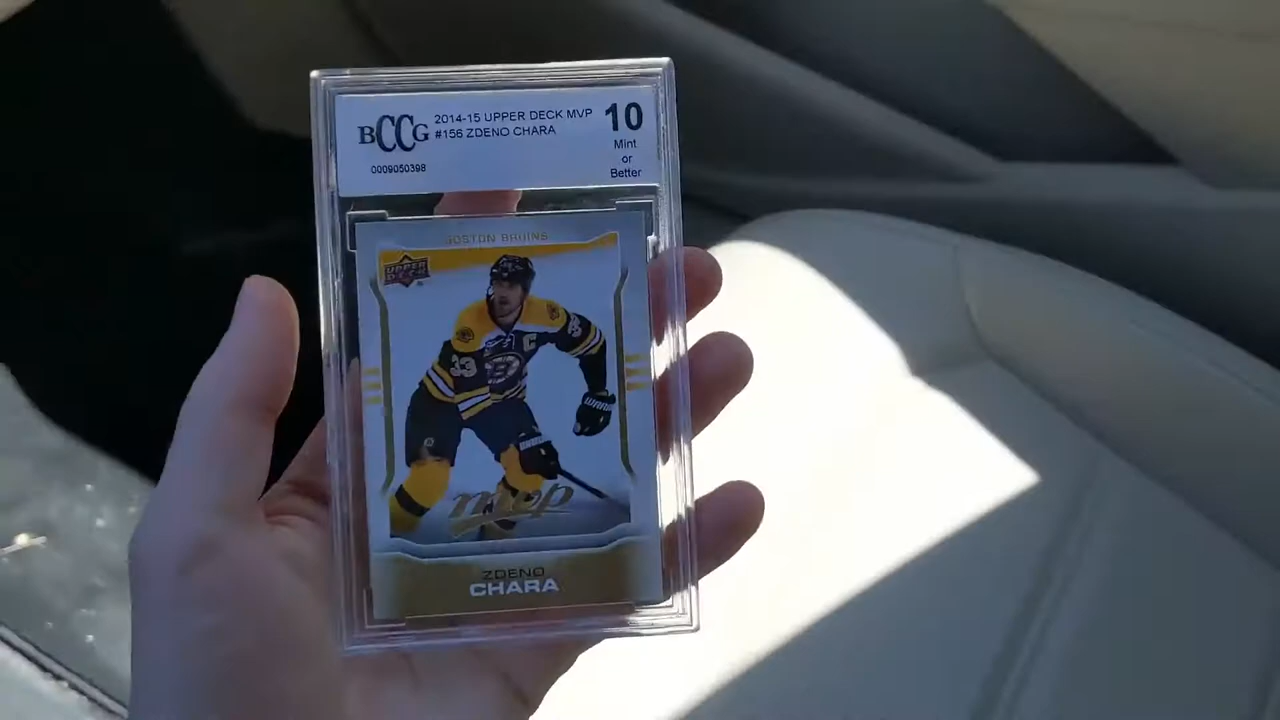 BCCG
2014-15 UPPER DECK MVP
#156 ZDENO CHARA
0009050398
10
Mint
or
Better
BOSTON BRUINS
UPPER
DECK
33
C
B
mvp
ZDENO
CHARA